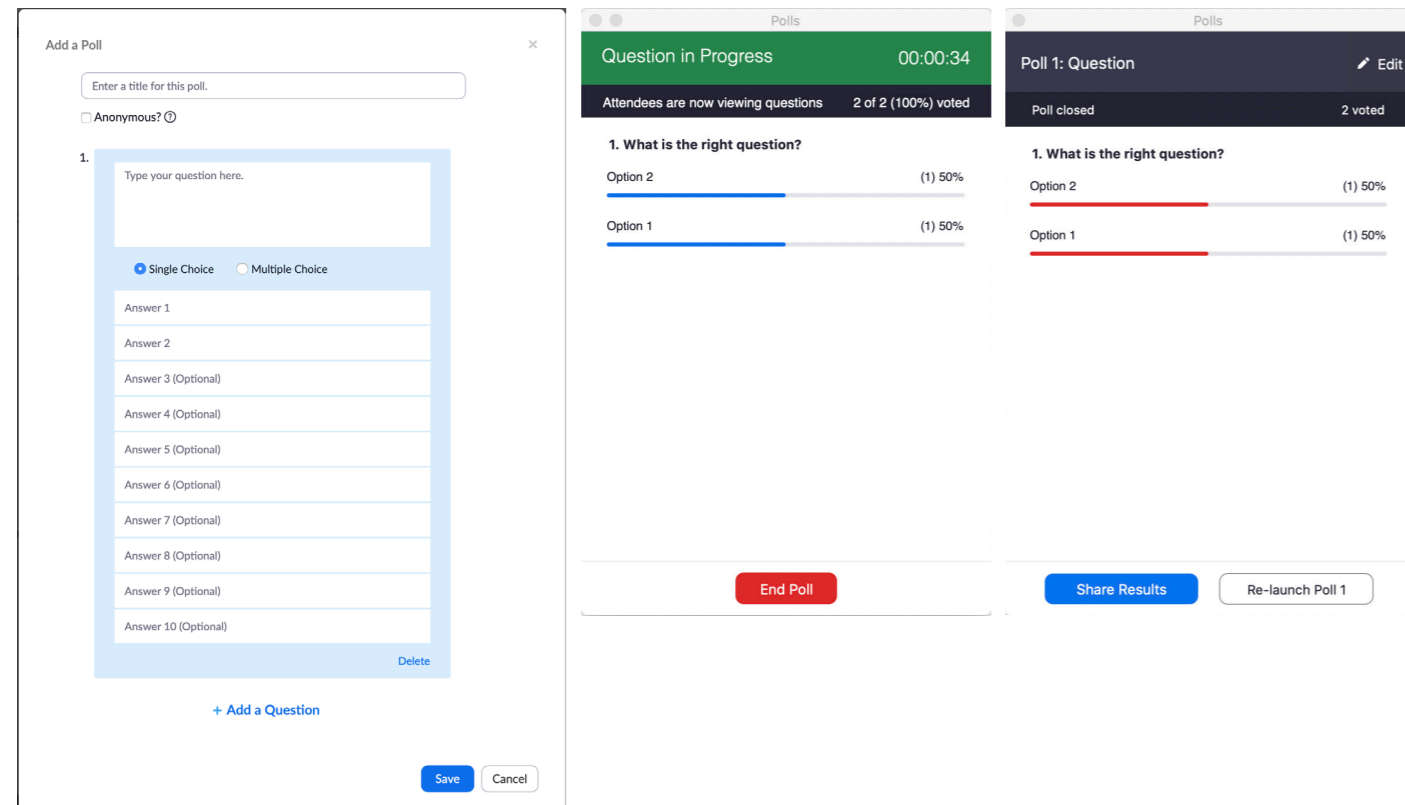 Add a Poll ×
Enter a title for this poll.
Anonymous? ?
1.
Type your question here.
Single Choice Multiple Choice
Answer 1
Answer 2
Answer 3 (Optional)
Answer 4 (Optional)
Answer 5 (Optional)
Answer 6 (Optional)
Answer 7 (Optional)
Answer 8 (Optional)
Answer 9 (Optional)
Answer 10 (Optional)
Delete
+ Add a Question
Save Cancel
Polls
Question in Progress 00:00:34
Attendees are now viewing questions 2 of 2 (100%) voted
1. What is the right question?
Option 2 (1) 50%
Option 1 (1) 50%
End Poll
Polls
Poll 1: Question Edit
Poll closed 2 voted
1. What is the right question?
Option 2 (1) 50%
Option 1 (1) 50%
Share Results Re-launch Poll 1